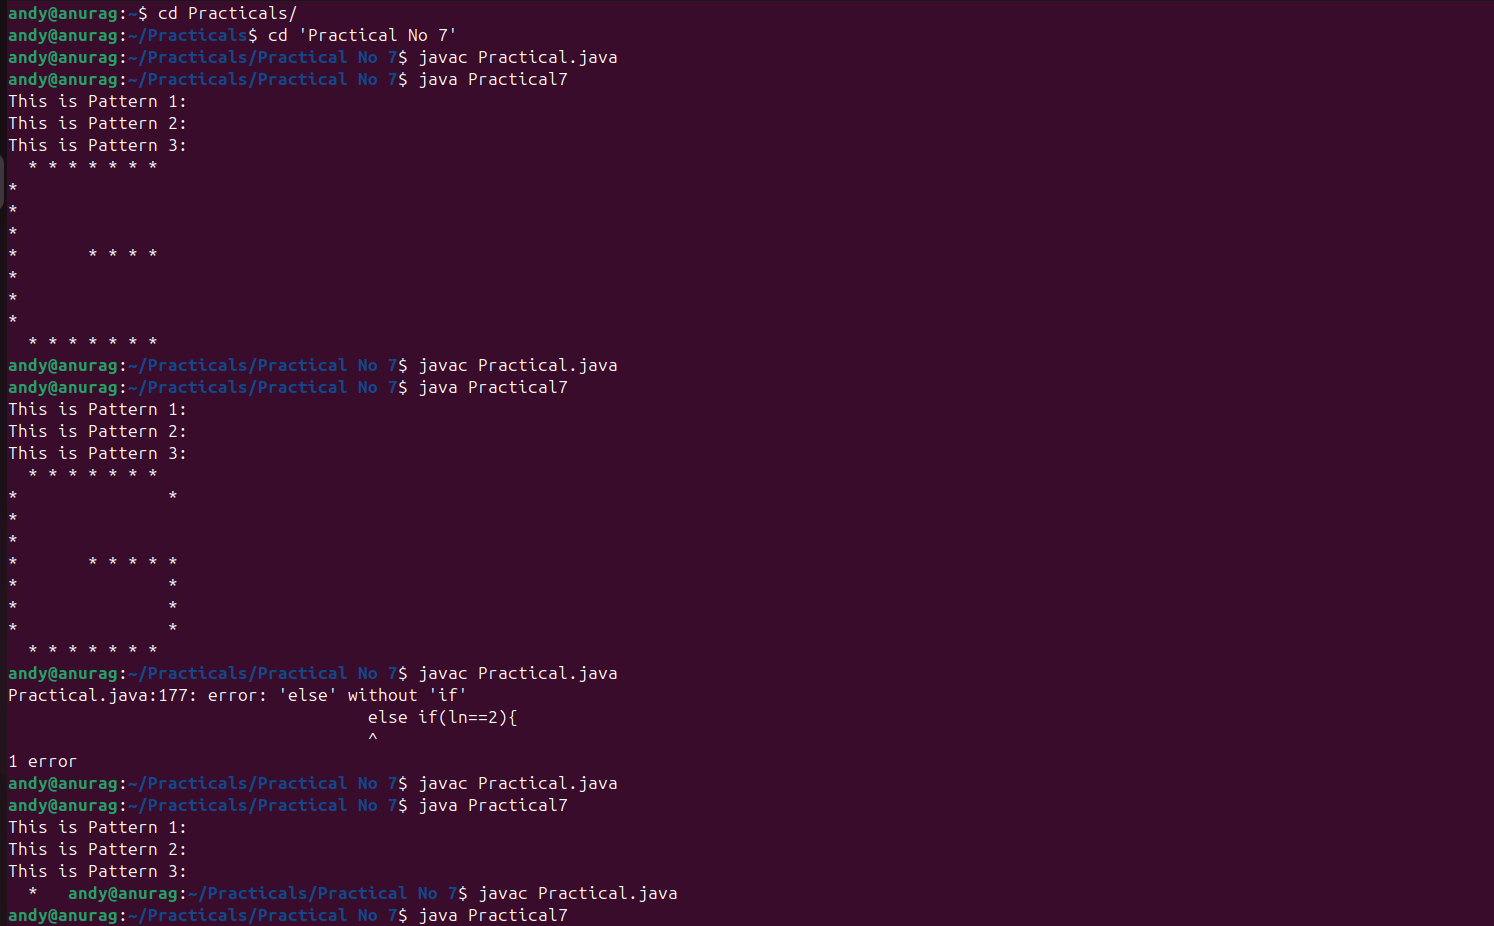 andy@anurag:~$ cd Practicals/
andy@anurag:~/Practicals$ cd 'Practical No 7'
andy@anurag:~/Practicals/Practical No 7$ javac Practical.java
andy@anurag:~/Practicals/Practical No 7$ java Practical7
This is Pattern 1:
This is Pattern 2:
This is Pattern 3:
  * * * * * * *
*
*
*
*       * * * *
*
*
*
  * * * * * * *
andy@anurag:~/Practicals/Practical No 7$ javac Practical.java
andy@anurag:~/Practicals/Practical No 7$ java Practical7
This is Pattern 1:
This is Pattern 2:
This is Pattern 3:
  * * * * * * *
*               *
*
*
*       * * * * *
*               *
*               *
*               *
  * * * * * * *
andy@anurag:~/Practicals/Practical No 7$ javac Practical.java
Practical.java:177: error: 'else' without 'if'
                                    else if(ln==2){
                                    ^
1 error
andy@anurag:~/Practicals/Practical No 7$ javac Practical.java
andy@anurag:~/Practicals/Practical No 7$ java Practical7
This is Pattern 1:
This is Pattern 2:
This is Pattern 3:
  *   andy@anurag:~/Practicals/Practical No 7$ javac Practical.java
andy@anurag:~/Practicals/Practical No 7$ java Practical7